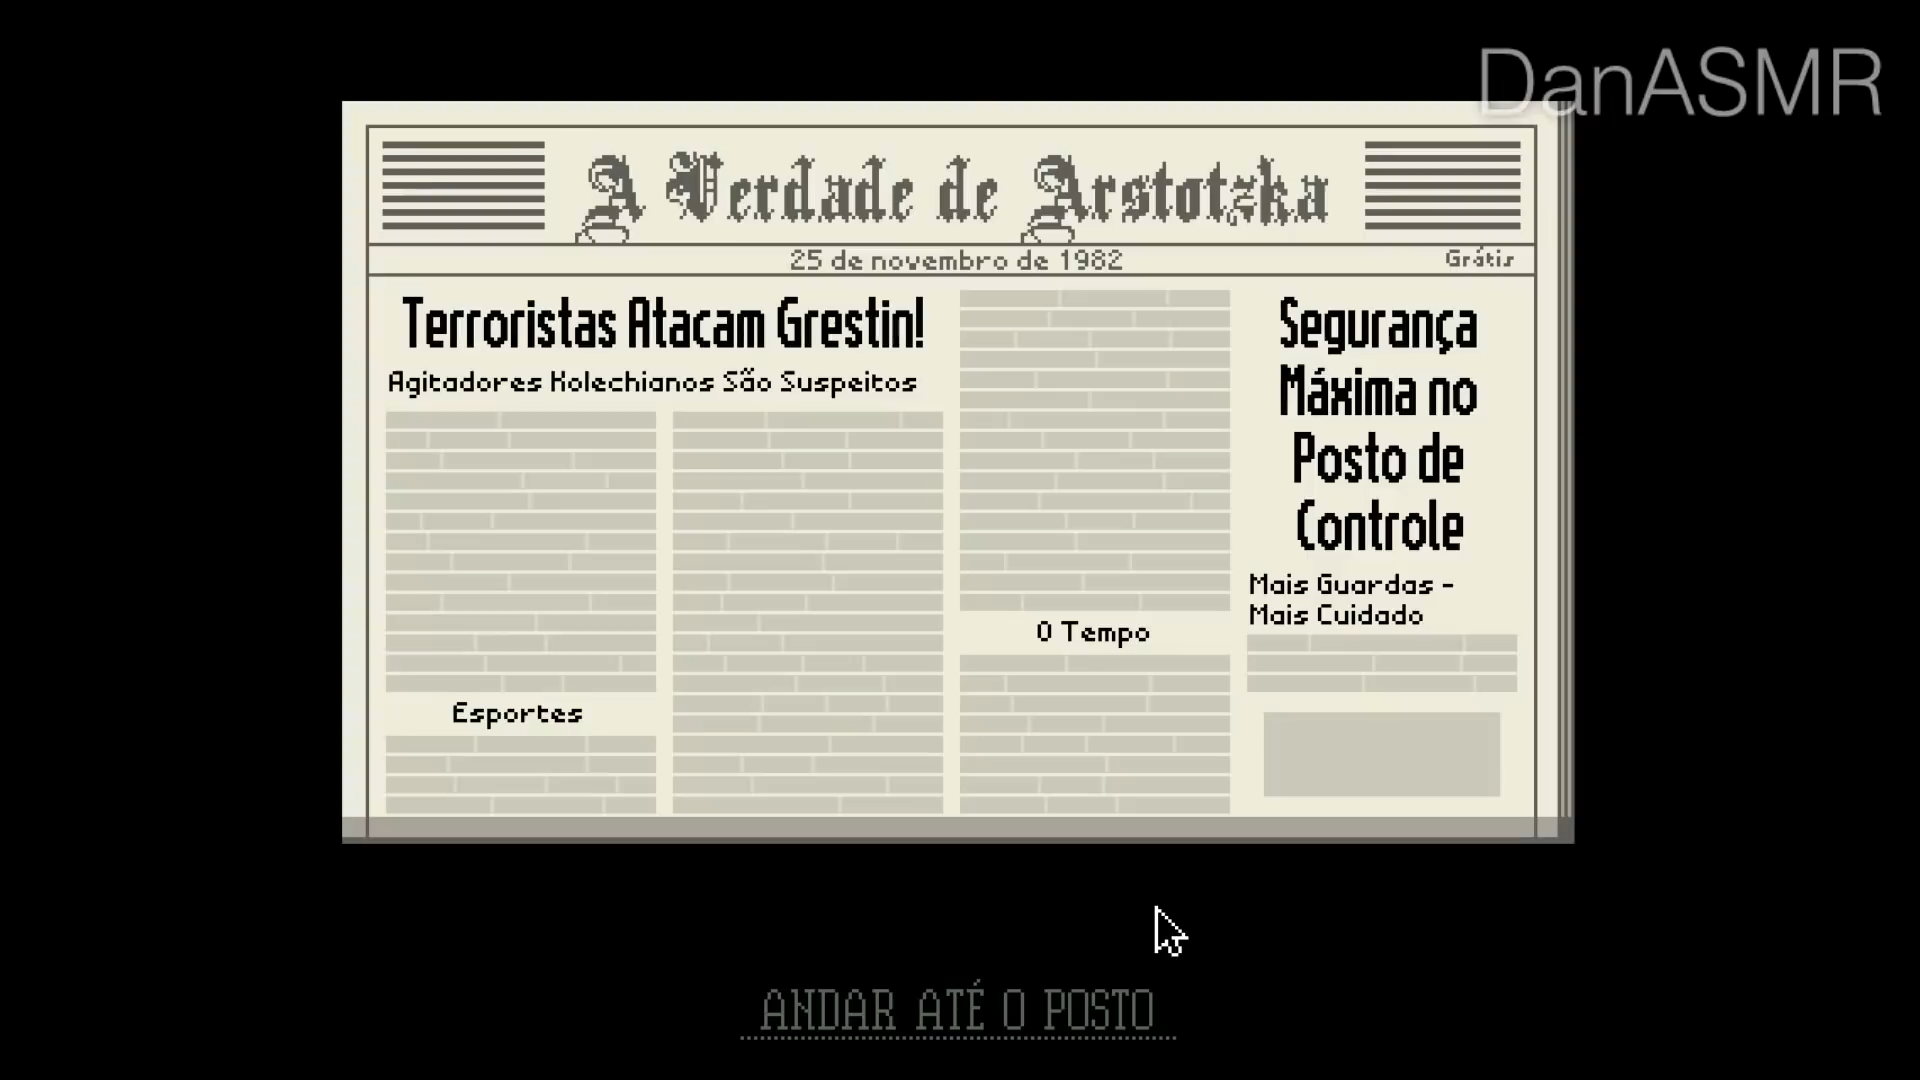 DanASMR
A Verdade de Arstotzka
25 de novembro de 1982
Grátis
Terroristas Atacam Grestin!
Agitadores Kolechianos São Suspeitos
Esportes
O Tempo
Segurança
Máxima no
Posto de
Controle
Mais Guardas -
Mais Cuidado
ANDAR ATÉ O POSTO